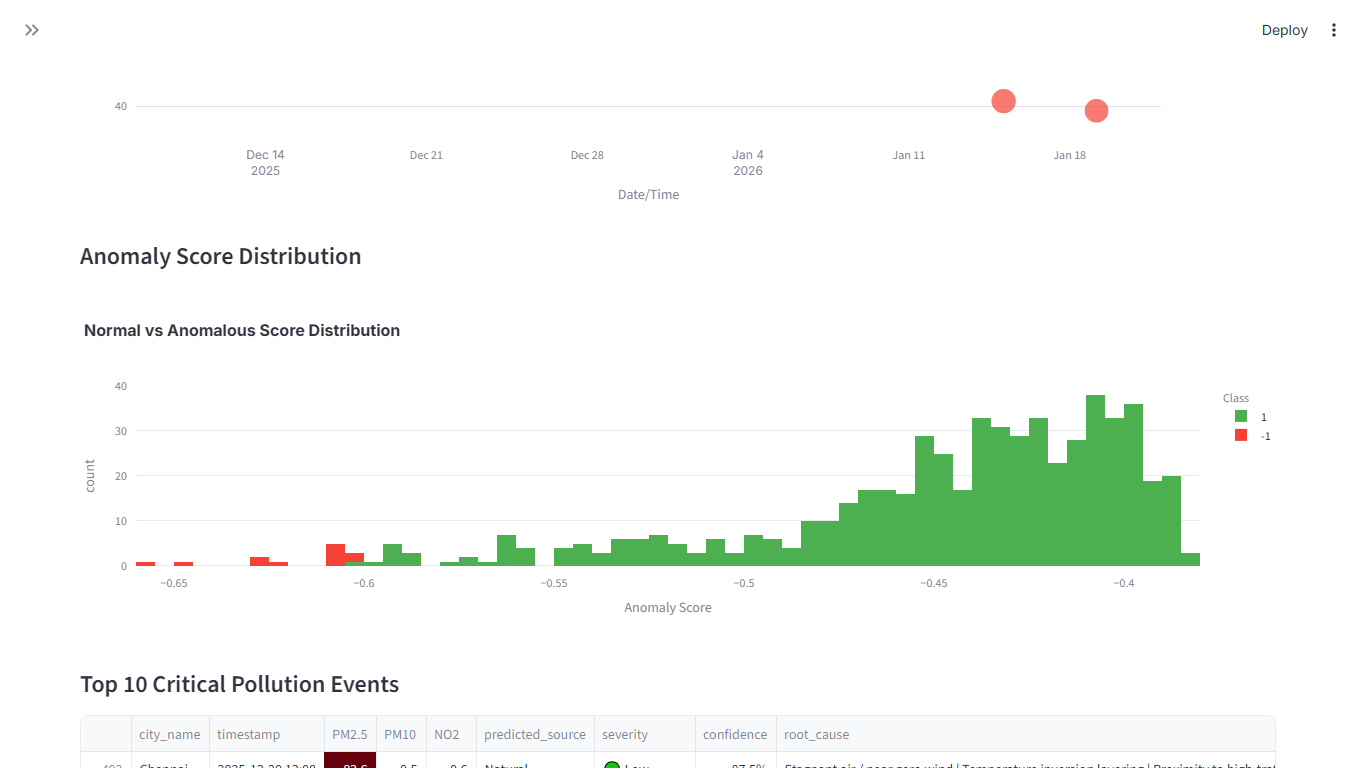 Deploy
40
Dec 14 Dec 21 Dec 28 Jan 4 Jan 11 Jan 18
2025 2026
Date/Time
Anomaly Score Distribution
Normal vs Anomalous Score Distribution
40
30
20
10
0
count
Class
1
-1
−0.65 −0.6 −0.55 −0.5 −0.45 −0.4
Anomaly Score
Top 10 Critical Pollution Events
city_name timestamp PM2.5 PM10 NO2 predicted_source severity confidence root_cause